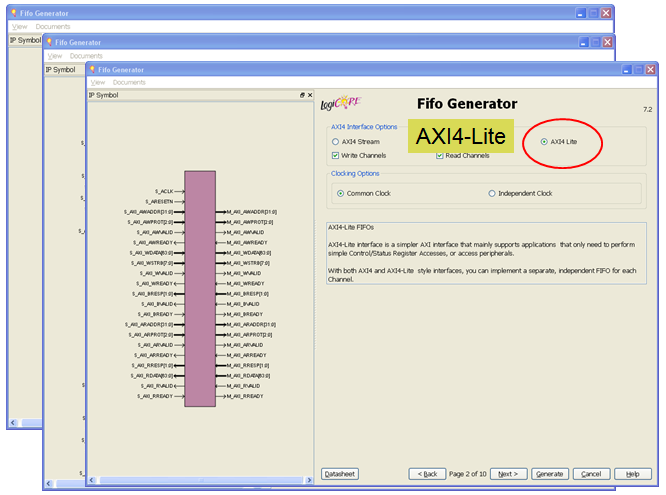 Fifo Generator
View Documents
IP Symbol
Fifo Generator
View Documents
IP Symbol
Fifo Generator
View Documents
IP Symbol
LogiCORE
Fifo Generator
7.2
AXI4 Interface Options
AXI4 Stream
AXI4-Lite
AXI4 Lite
Write Channels
Read Channels
Clocking Options
Common Clock
Independent Clock
AXI4-Lite FIFOs
AXI4-Lite interface is a simpler AXI interface that mainly supports applications that only need to perform
simple Control/Status Register Accesses, or access peripherals.
With both AXI4 and AXI4-Lite style interfaces, you can implement a separate, independent FIFO for each
Channel.
S_ACLK
S_ARESETN
S_AXI_AWADDR[31:0] M_AXI_AWADDR[31:0]
S_AXI_AWPROT[2:0] M_AXI_AWPROT[2:0]
S_AXI_AWVALID M_AXI_AWVALID
S_AXI_AWREADY M_AXI_AWREADY
S_AXI_WDATA[63:0] M_AXI_WDATA[63:0]
S_AXI_WSTRB[7:0] M_AXI_WSTRB[7:0]
S_AXI_WVALID M_AXI_WVALID
S_AXI_WREADY M_AXI_WREADY
S_AXI_BRESP[1:0] M_AXI_BRESP[1:0]
S_AXI_BVALID M_AXI_BVALID
S_AXI_BREADY M_AXI_BREADY
S_AXI_ARADDR[31:0] M_AXI_ARADDR[31:0]
S_AXI_ARPROT[2:0] M_AXI_ARPROT[2:0]
S_AXI_ARVALID M_AXI_ARVALID
S_AXI_ARREADY M_AXI_ARREADY
S_AXI_RRESP[1:0] M_AXI_RRESP[1:0]
S_AXI_RDATA[63:0] M_AXI_RDATA[63:0]
S_AXI_RVALID M_AXI_RVALID
S_AXI_RREADY M_AXI_RREADY
Datasheet
< Back
Page 2 of 10
Next >
Generate
Cancel
Help